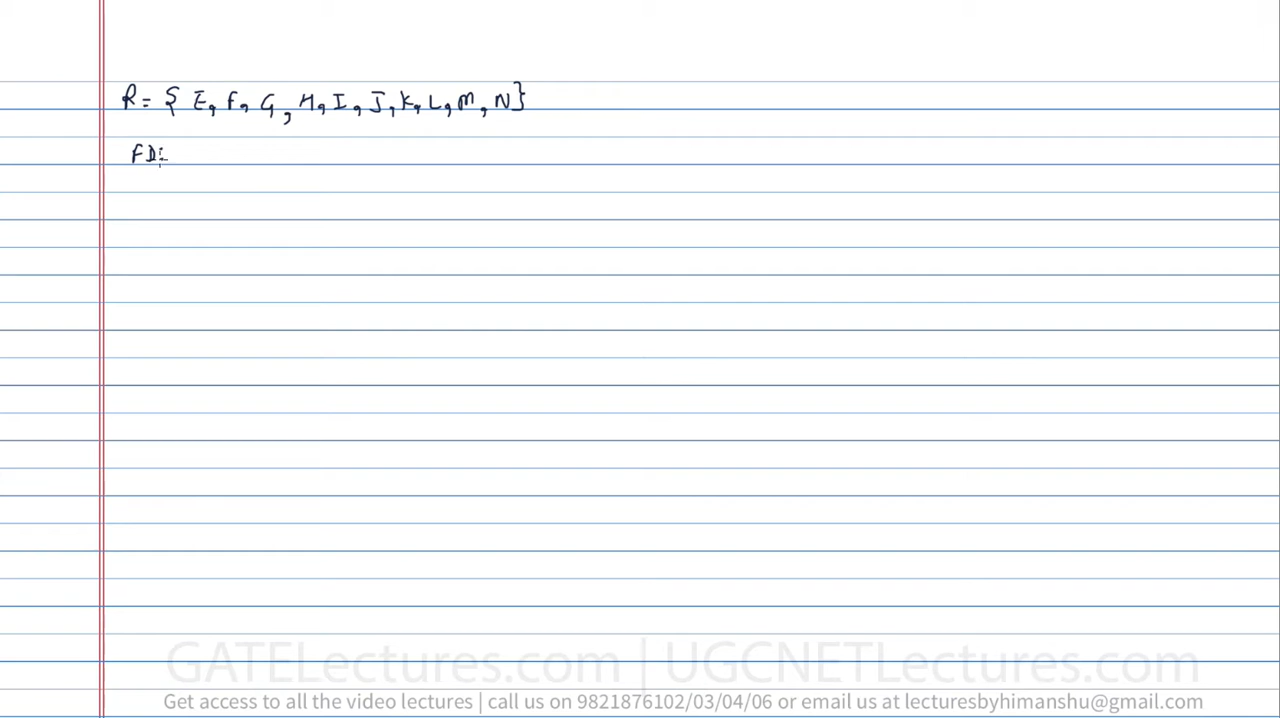 R = { E, F, G, H, I, J, K, L, M, N}
FD:
GATELectures.com | UGCNETLectures.com
Get access to all the video lectures | call us on 9821876102/03/04/06 or email us at lecturesbyhimanshu@gmail.com